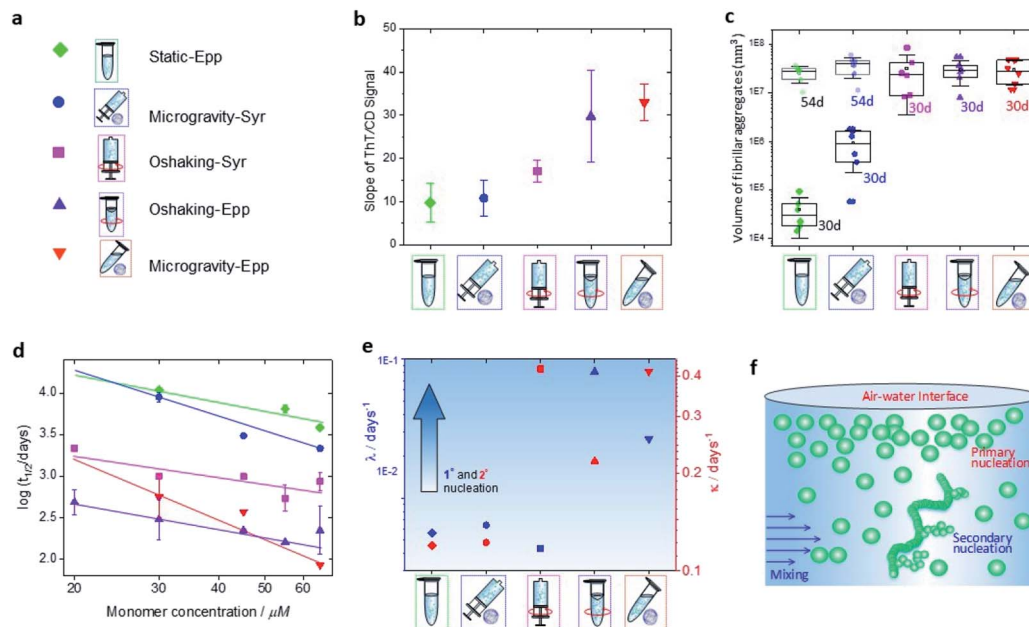 a
Static-Epp
Microgravity-Syr
Oshaking-Syr
Oshaking-Epp
Microgravity-Epp
b
Slope of ThT/CD Signal
50
40
30
20
10
0
c
Volume of fibrillar aggregates (nm³)
1E8
1E7
1E6
1E5
1E4
54d
54d
30d
30d
30d
30d
30d
d
log (t₁/₂/days)
4.0
3.5
3.0
2.5
2.0
20
30
40
50
60
Monomer concentration / μM
e
λ / days⁻¹
1E-1
1E-2
1° and 2°
nucleation
0.4
0.3
0.2
0.1
κ / days⁻¹
f
Air-water Interface
Primary
nucleation
Secondary
nucleation
Mixing